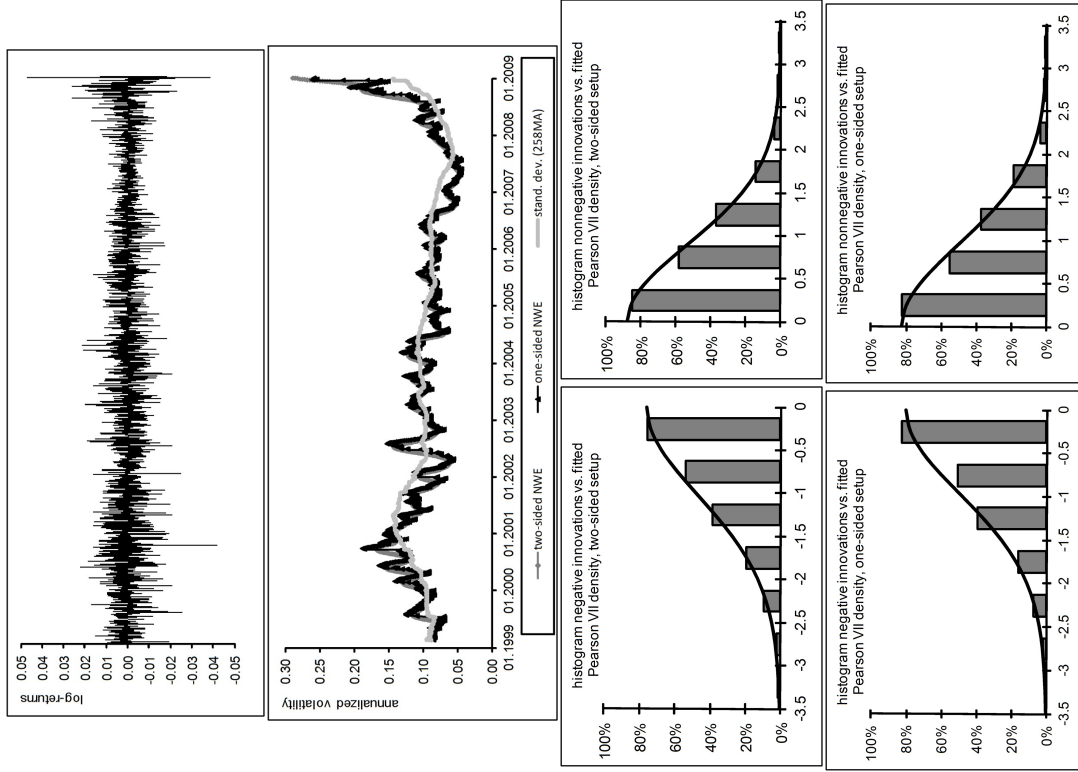 log-returns
0.05
0.04
0.03
0.02
0.01
0.00
-0.01
-0.02
-0.03
-0.04
-0.05
annualized volatility
0.30
0.25
0.20
0.15
0.10
0.05
0.00
01.1999 01.2000 01.2001 01.2002 01.2003 01.2004 01.2005 01.2006 01.2007 01.2008 01.2009
two-sided NWE one-sided NWE stand. dev. (258MA)
histogram negative innovations vs. fitted
Pearson VII density, two-sided setup
100%
80%
60%
40%
20%
0%
-3.5 -3 -2.5 -2 -1.5 -1 -0.5 0
histogram nonnegative innovations vs. fitted
Pearson VII density, two-sided setup
100%
80%
60%
40%
20%
0%
0 0.5 1 1.5 2 2.5 3 3.5
histogram negative innovations vs. fitted
Pearson VII density, one-sided setup
100%
80%
60%
40%
20%
0%
-3.5 -3 -2.5 -2 -1.5 -1 -0.5 0
histogram nonnegative innovations vs. fitted
Pearson VII density, one-sided setup
100%
80%
60%
40%
20%
0%
0 0.5 1 1.5 2 2.5 3 3.5